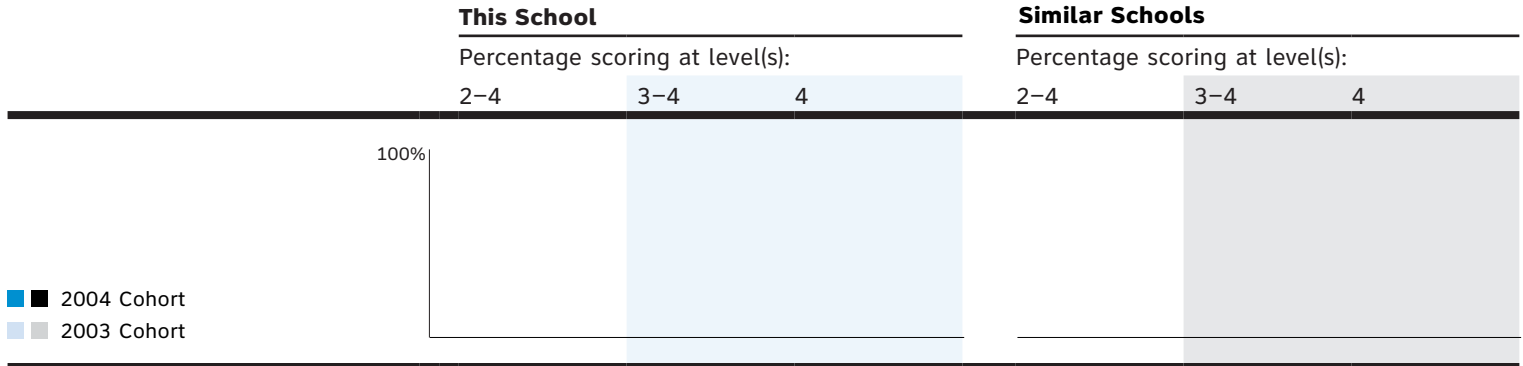 This School
Similar Schools
Percentage scoring at level(s):
Percentage scoring at level(s):
2–4 3–4 4
2–4 3–4 4
100%
2004 Cohort
2003 Cohort